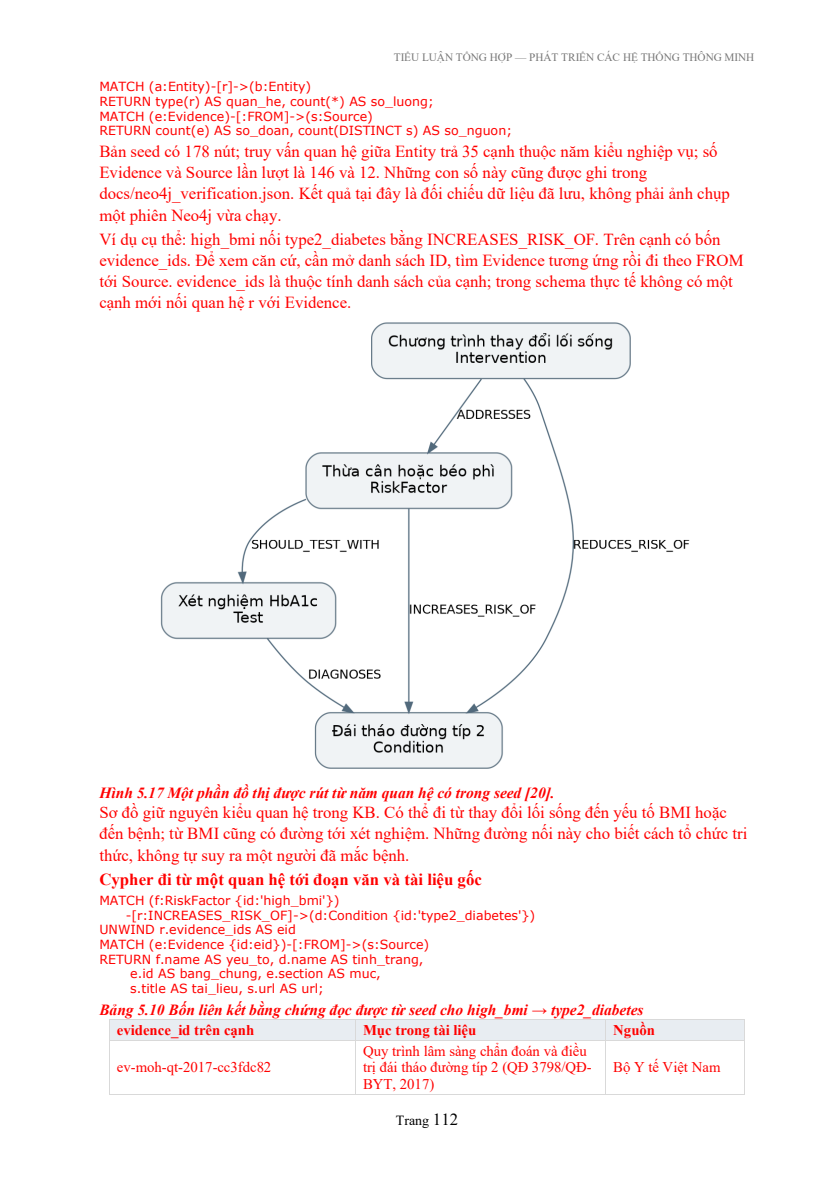 TIỂU LUẬN TỔNG HỢP — PHÁT TRIỂN CÁC HỆ THỐNG THÔNG MINH
MATCH (a:Entity)-[r]->(b:Entity)
RETURN type(r) AS quan_he, count(*) AS so_luong;
MATCH (e:Evidence)-[:FROM]->(s:Source)
RETURN count(e) AS so_doan, count(DISTINCT s) AS so_nguon;
Bản seed có 178 nút; truy vấn quan hệ giữa Entity trả 35 cạnh thuộc năm kiểu nghiệp vụ; số
Evidence và Source lần lượt là 146 và 12. Những con số này cũng được ghi trong
docs/neo4j_verification.json. Kết quả tại đây là đối chiếu dữ liệu đã lưu, không phải ảnh chụp
một phiên Neo4j vừa chạy.
Ví dụ cụ thể: high_bmi nối type2_diabetes bằng INCREASES_RISK_OF. Trên cạnh có bốn
evidence_ids. Để xem căn cứ, cần mở danh sách ID, tìm Evidence tương ứng rồi đi theo FROM
tới Source. evidence_ids là thuộc tính danh sách của cạnh; trong schema thực tế không có một
cạnh mới nối quan hệ r với Evidence.
Chương trình thay đổi lối sống
Intervention
ADDRESSES
Thừa cân hoặc béo phì
RiskFactor
SHOULD_TEST_WITH
REDUCES_RISK_OF
Xét nghiệm HbA1c
Test
INCREASES_RISK_OF
DIAGNOSES
Đái tháo đường típ 2
Condition
Hình 5.17 Một phần đồ thị được rút từ năm quan hệ có trong seed [20].
Sơ đồ giữ nguyên kiểu quan hệ trong KB. Có thể đi từ thay đổi lối sống đến yếu tố BMI hoặc
đến bệnh; từ BMI cũng có đường tới xét nghiệm. Những đường nối này cho biết cách tổ chức tri
thức, không tự suy ra một người đã mắc bệnh.
Cypher đi từ một quan hệ tới đoạn văn và tài liệu gốc
MATCH (f:RiskFactor {id:'high_bmi'})
-[r:INCREASES_RISK_OF]->(d:Condition {id:'type2_diabetes'})
UNWIND r.evidence_ids AS eid
MATCH (e:Evidence {id:eid})-[:FROM]->(s:Source)
RETURN f.name AS yeu_to, d.name AS tinh_trang,
e.id AS bang_chung, e.section AS muc,
s.title AS tai_lieu, s.url AS url;
Bảng 5.10 Bốn liên kết bằng chứng đọc được từ seed cho high_bmi → type2_diabetes
evidence_id trên cạnh Mục trong tài liệu Nguồn
Quy trình lâm sàng chẩn đoán và điều
ev-moh-qt-2017-cc3fdc82 trị đái tháo đường típ 2 (QĐ 3798/QĐ- Bộ Y tế Việt Nam
BYT, 2017)
Trang 112